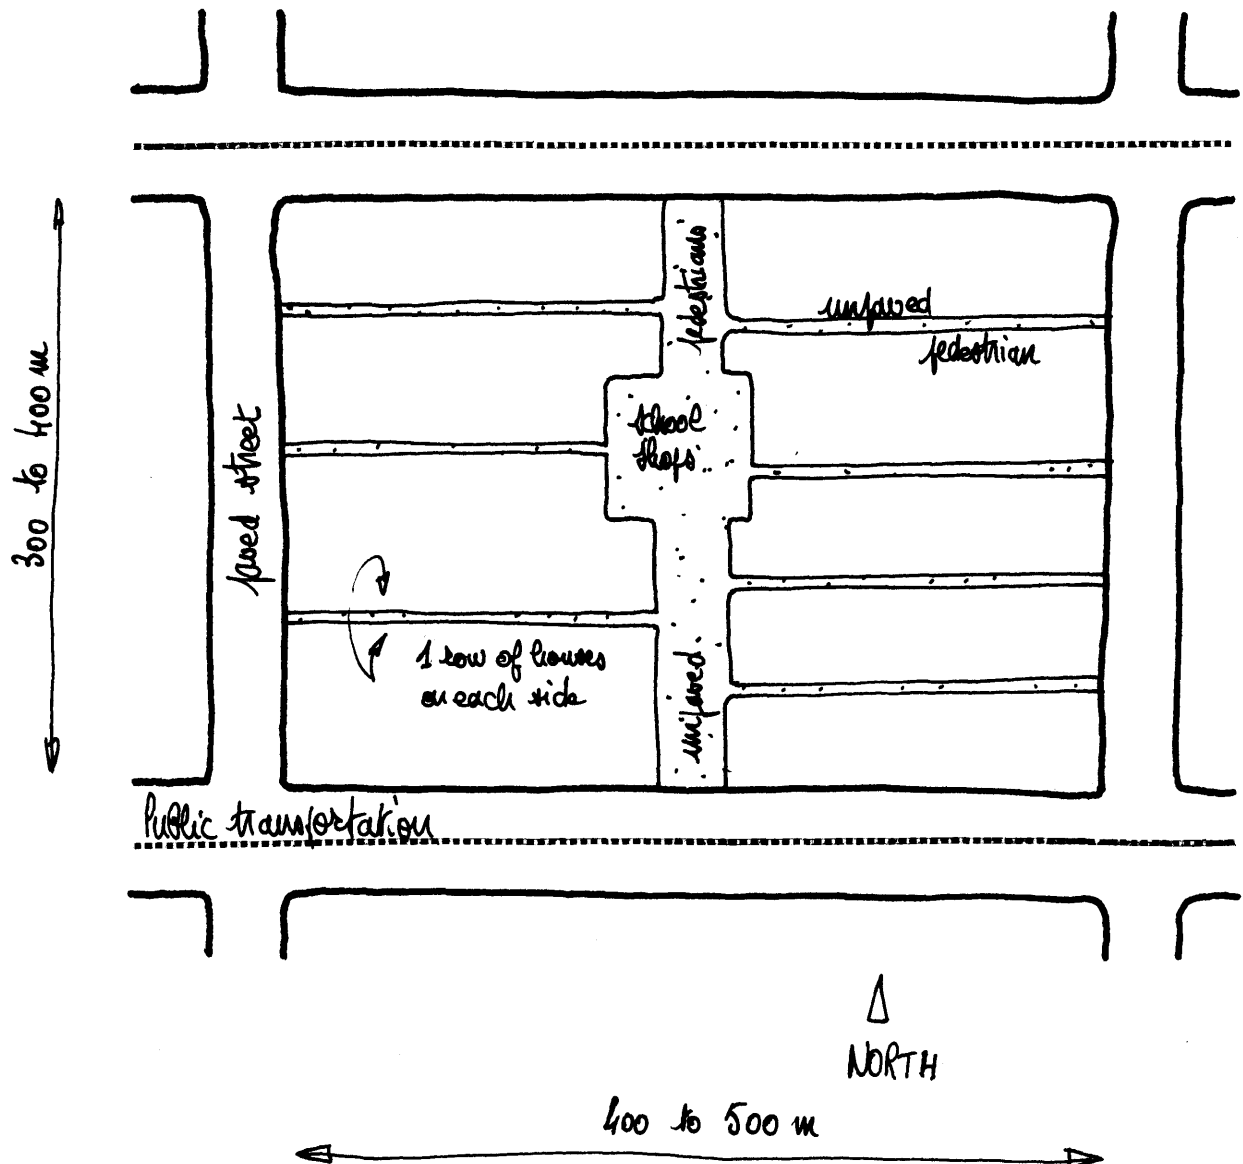 pedestrians
unpaved
pedestrian
school
shops
300 to 400 m
paved street
1 row of houses
on each side
unpaved
Public transportation
NORTH
400 to 500 m